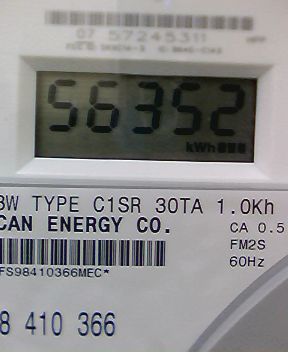 07 57245311
56352
kWh
3W TYPE C1SR 30TA 1.0Kh
CAN ENERGY CO.
CA 0.5
FM2S
FS98410366MEC*
60Hz
8 410 366